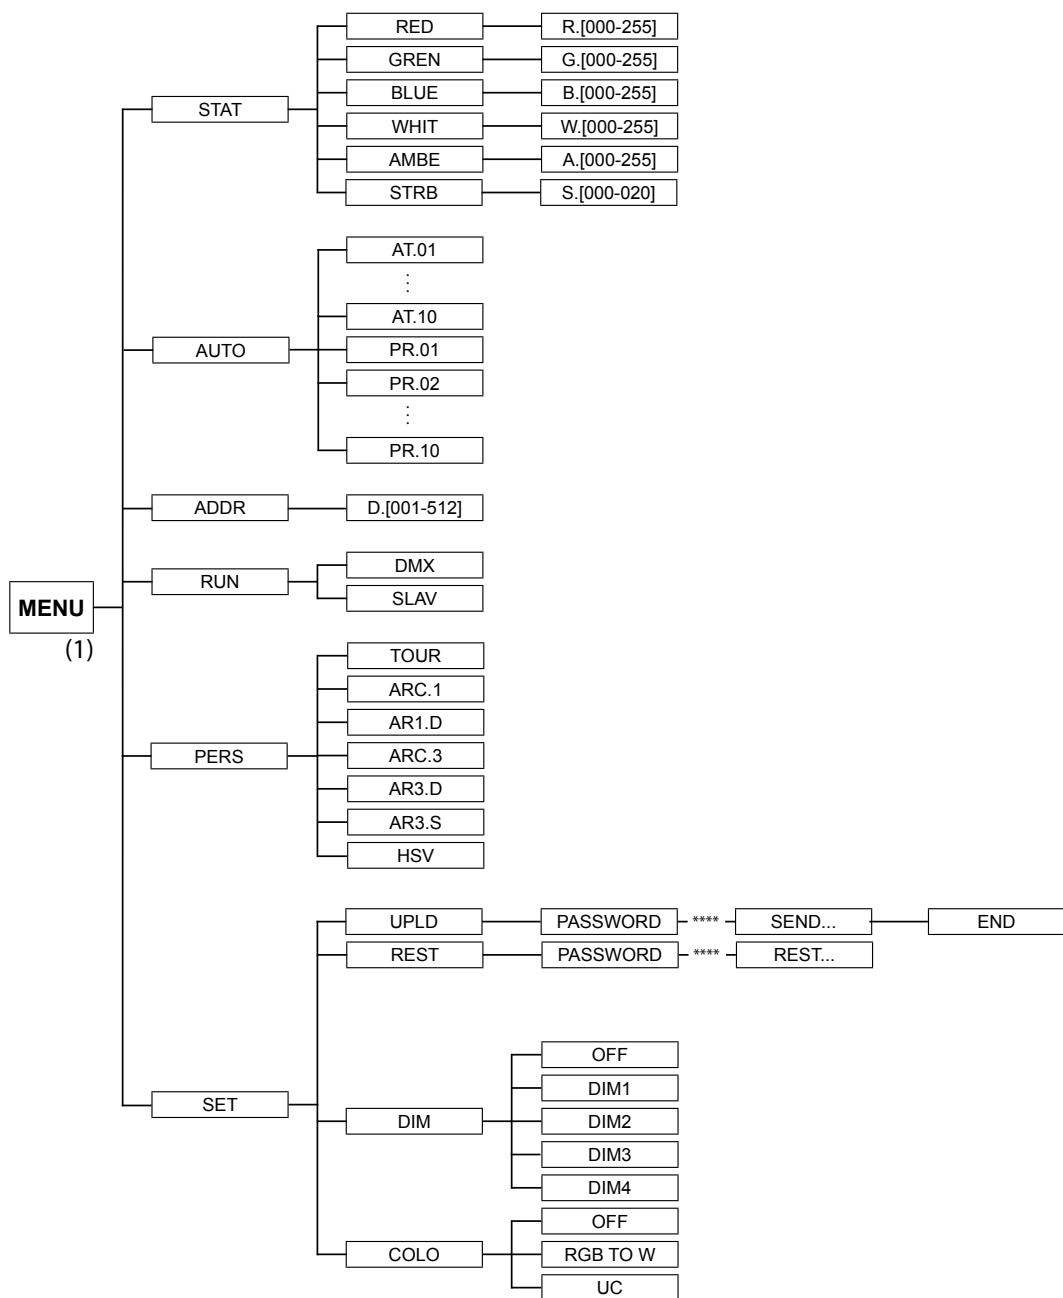 RED R.[000-255]
GREN G.[000-255]
BLUE B.[000-255]
STAT WHIT W.[000-255]
AMBE A.[000-255]
STRB S.[000-020]
AT.01
⋮
AT.10
AUTO PR.01
PR.02
⋮
PR.10
ADDR D.[001-512]
RUN DMX
SLAV
MENU
(1)
TOUR
ARC.1
AR1.D
PERS ARC.3
AR3.D
AR3.S
HSV
UPLD PASSWORD **** SEND... END
REST PASSWORD **** REST...
SET
OFF
DIM1
DIM DIM2
DIM3
DIM4
OFF
COLO RGB TO W
UC